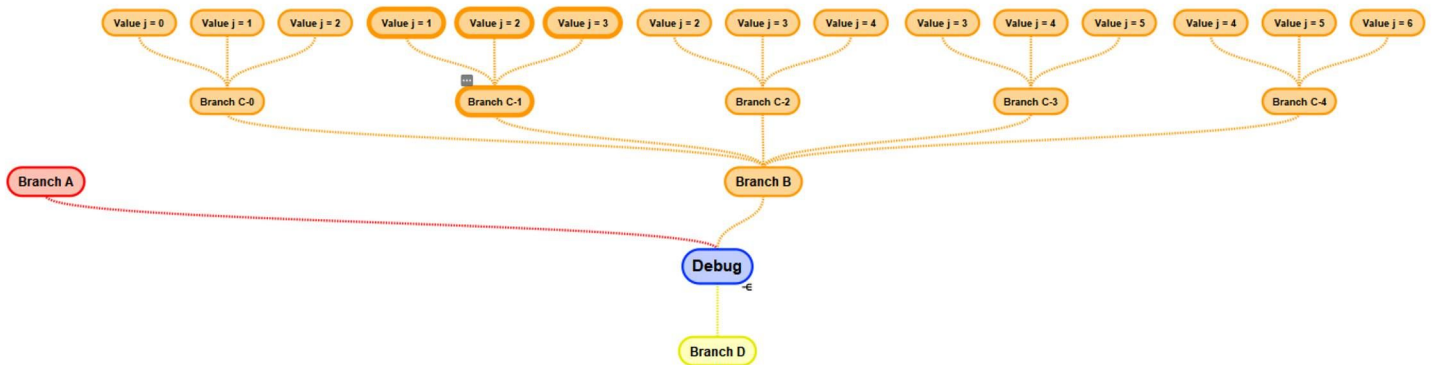 Value j = 0
Value j = 1
Value j = 2
Value j = 1
Value j = 2
Value j = 3
Value j = 2
Value j = 3
Value j = 4
Value j = 3
Value j = 4
Value j = 5
Value j = 4
Value j = 5
Value j = 6
Branch C-0
Branch C-1
Branch C-2
Branch C-3
Branch C-4
Branch A
Branch B
Debug
Branch D